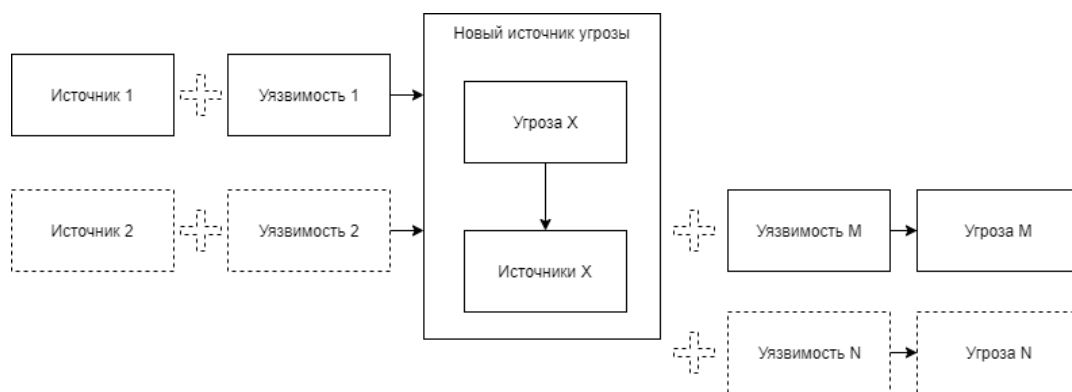 Новый источник угрозы
Источник 1
Уязвимость 1
Угроза X
Источник 2
Уязвимость 2
Источники X
Уязвимость M
Угроза M
Уязвимость N
Угроза N